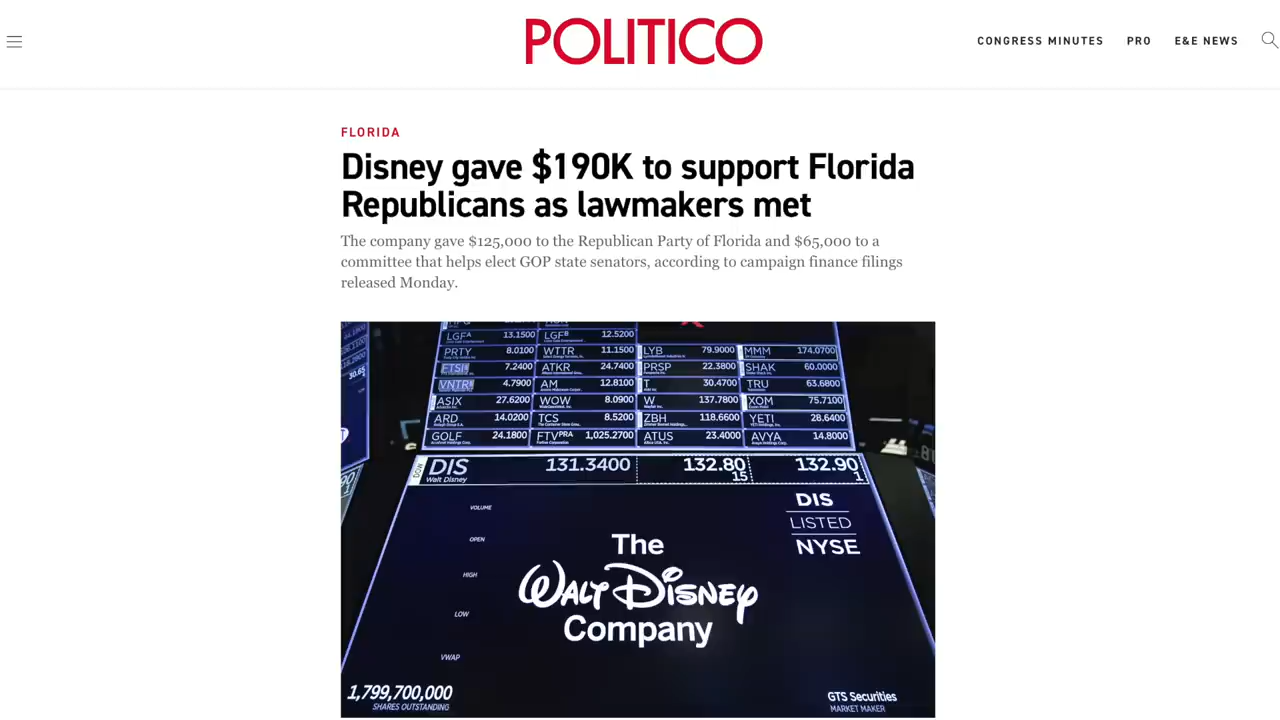 POLITICO
CONGRESS MINUTES PRO E&E NEWS
FLORIDA
Disney gave $190K to support Florida
Republicans as lawmakers met
The company gave $125,000 to the Republican Party of Florida and $65,000 to a
committee that helps elect GOP state senators, according to campaign finance filings
released Monday.
LGFA 13.1500 LGFB 12.5200
PRTY 8.0100 WTTR 11.1500 LYB 79.9000 MMM 174.0700
FTSI 7.2400 ATKR 24.7400 PRSP 22.3800 SHAK 60.0000
VNTR 4.7900 AM 12.8100 T 30.4700 TRU 63.6800
ASIX 27.6200 WOW 8.0900 W 137.7800 XOM 75.7100
ARD 14.0200 TCS 8.5200 ZBH 118.6600 YETI 28.6400
GOLF 24.1800 FTVPRA 1,025.2700 ATUS 23.4000 AVYA 14.8000
DOW DIS 131.3400 132.80 132.90
Walt Disney 15 1
VOLUME
OPEN
HIGH
LOW
VWAP
DIS
LISTED
NYSE
The
Walt Disney
Company
1,799,700,000
SHARES OUTSTANDING
GTS Securities
MARKET MAKER